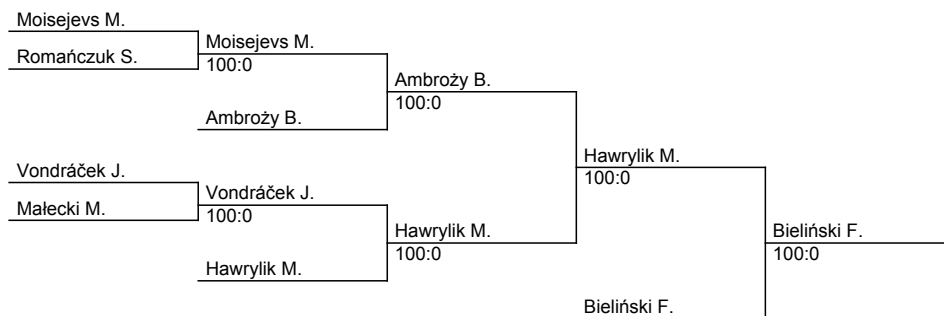 Moisejevs M.
Romańczuk S.
Moisejevs M.
100:0
Ambroży B.
Ambroży B.
100:0
Vondráček J.
Małecki M.
Vondráček J.
100:0
Hawrylik M.
Hawrylik M.
100:0
Hawrylik M.
100:0
Bieliński F.
Bieliński F.
100:0